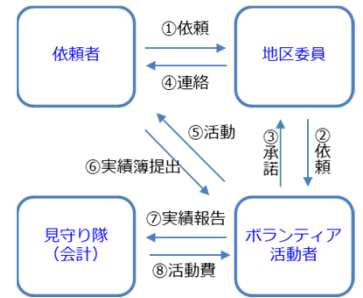 ①依頼
依頼者
地区委員
④連絡
⑤活動
③承諾
②依頼
⑥実績簿提出
⑦実績報告
見守り隊
（会計）
ボランティア
活動者
⑧活動費